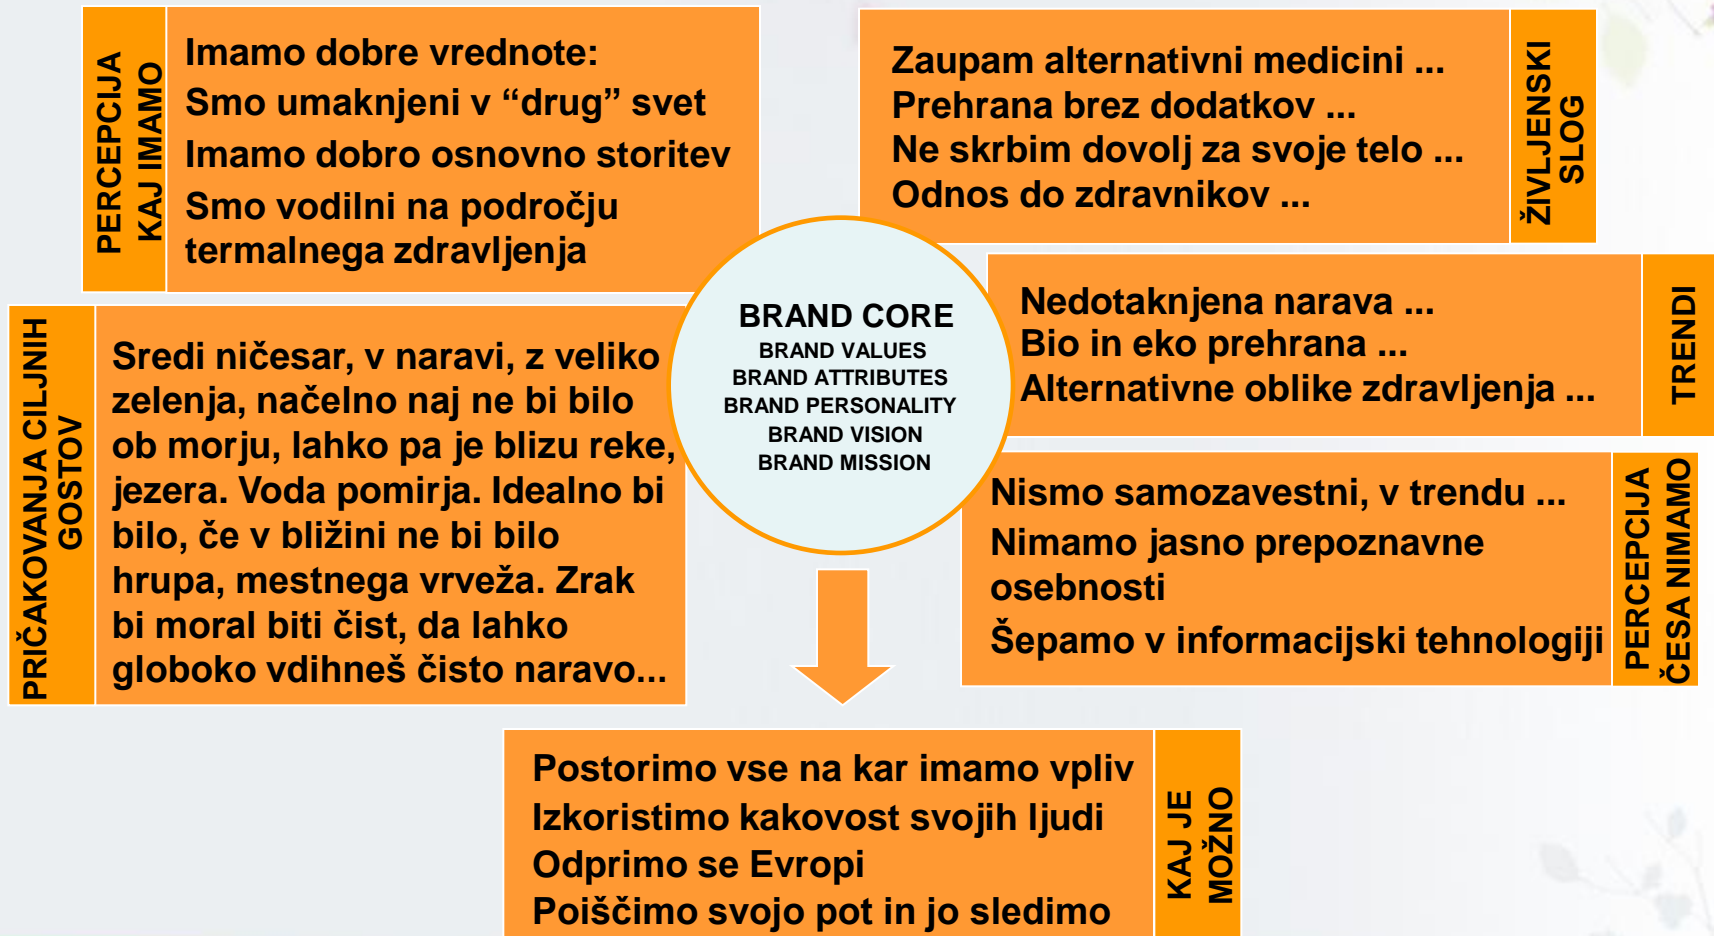 PERCEPCIJA
KAJ IMAMO
Imamo dobre vrednote:
Smo umaknjeni v “drug” svet
Imamo dobro osnovno storitev
Smo vodilni na področju
termalnega zdravljenja
Zaupam alternativni medicini ...
Prehrana brez dodatkov ...
Ne skrbim dovolj za svoje telo ...
Odnos do zdravnikov ...
ŽIVLJENSKI
SLOG
PRIČAKOVANJA CILJNIH
GOSTOV
Sredi ničesar, v naravi, z veliko
zelenja, načelno naj ne bi bilo
ob morju, lahko pa je blizu reke,
jezera. Voda pomirja. Idealno bi
bilo, če v bližini ne bi bilo
hrupa, mestnega vrveža. Zrak
bi moral biti čist, da lahko
globoko vdihneš čisto naravo...
BRAND CORE
BRAND VALUES
BRAND ATTRIBUTES
BRAND PERSONALITY
BRAND VISION
BRAND MISSION
Nedotaknjena narava ...
Bio in eko prehrana ...
Alternativne oblike zdravljenja ...
TRENDI
Nismo samozavestni, v trendu ...
Nimamo jasno prepoznavne
osebnosti
Šepamo v informacijski tehnologiji
PERCEPCIJA
ČESA NIMAMO
Postorimo vse na kar imamo vpliv
Izkoristimo kakovost svojih ljudi
Odprimo se Evropi
Poiščimo svojo pot in jo sledimo
KAJ JE
MOŽNO